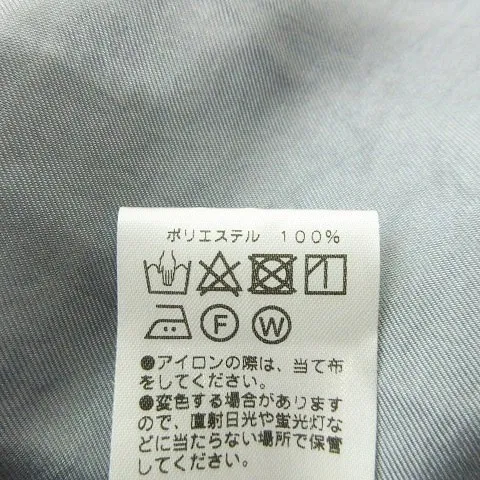 ポリエステル 100%
F W
●アイロンの際は、当て布
をしてください。
●変色する場合があります
ので、直射日光や蛍光灯な
どに当たらない場所で保管
してください。